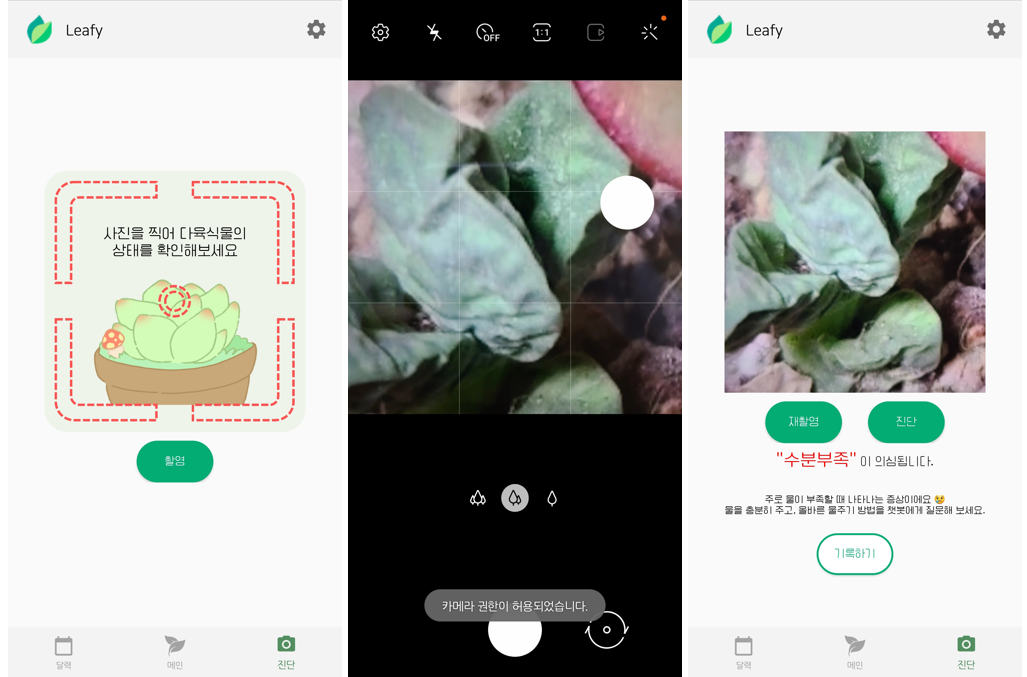 Leafy
사진을 찍어 다육식물의
상태를 확인해보세요
촬영
달력
메인
진단
OFF
1:1
카메라 권한이 허용되었습니다.
Leafy
재촬영
진단
"수분부족" 이 의심됩니다.
주로 물이 부족할 때 나타나는 증상이에요 😢
물을 충분히 주고, 올바른 물주기 방법을 챗봇에게 질문해 보세요.
기록하기
달력
메인
진단